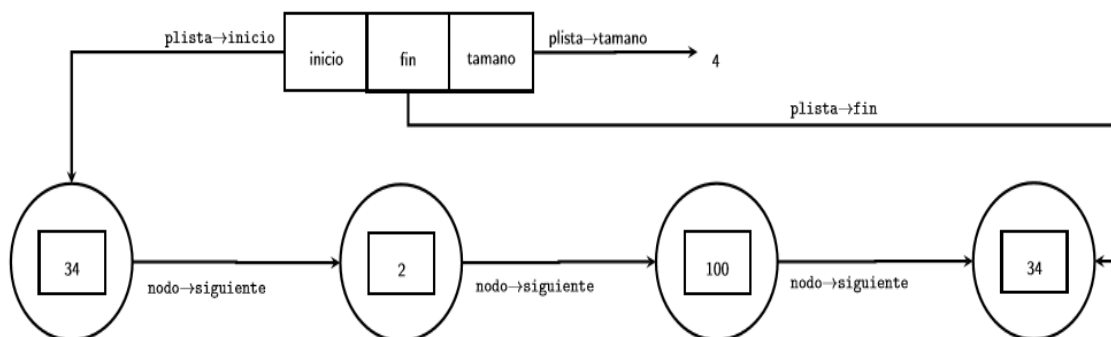 plista→inicio
inicio
fin
tamano
plista→tamano
4
plista→fin
34
nodo→siguiente
2
nodo→siguiente
100
nodo→siguiente
34